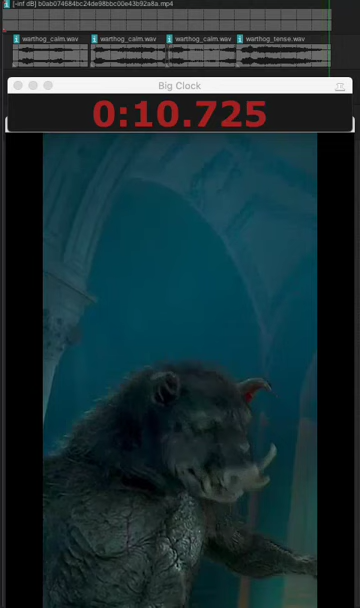 [-inf dB] b0ab074684bc24de98bbc00e43b92a8a.mp4
warthog_calm.wav warthog_calm.wav warthog_calm.wav warthog_tense.wav
Big Clock
0:10.725